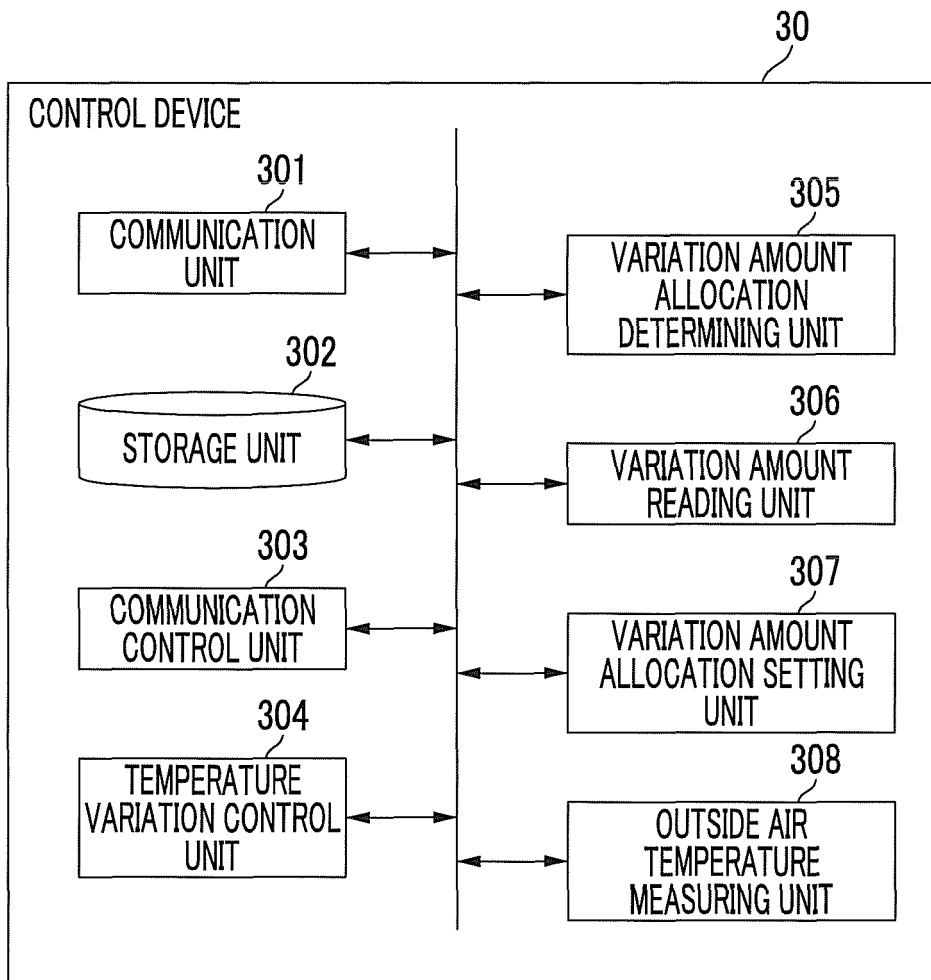 30
CONTROL DEVICE
301
COMMUNICATION
UNIT
302
STORAGE UNIT
303
COMMUNICATION
CONTROL UNIT
304
TEMPERATURE
VARIATION CONTROL
UNIT
305
VARIATION AMOUNT
ALLOCATION
DETERMINING UNIT
306
VARIATION AMOUNT
READING UNIT
307
VARIATION AMOUNT
ALLOCATION SETTING
UNIT
308
OUTSIDE AIR
TEMPERATURE
MEASURING UNIT